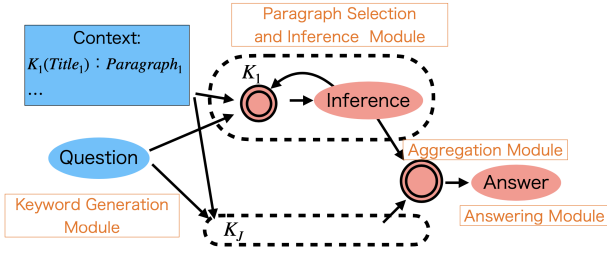 Paragraph Selection
and Inference Module
Context:
K₁(Title₁)：Paragraph₁
...
K₁
Inference
Question
Aggregation Module
Answer
Keyword Generation
Module
Answering Module
K_J